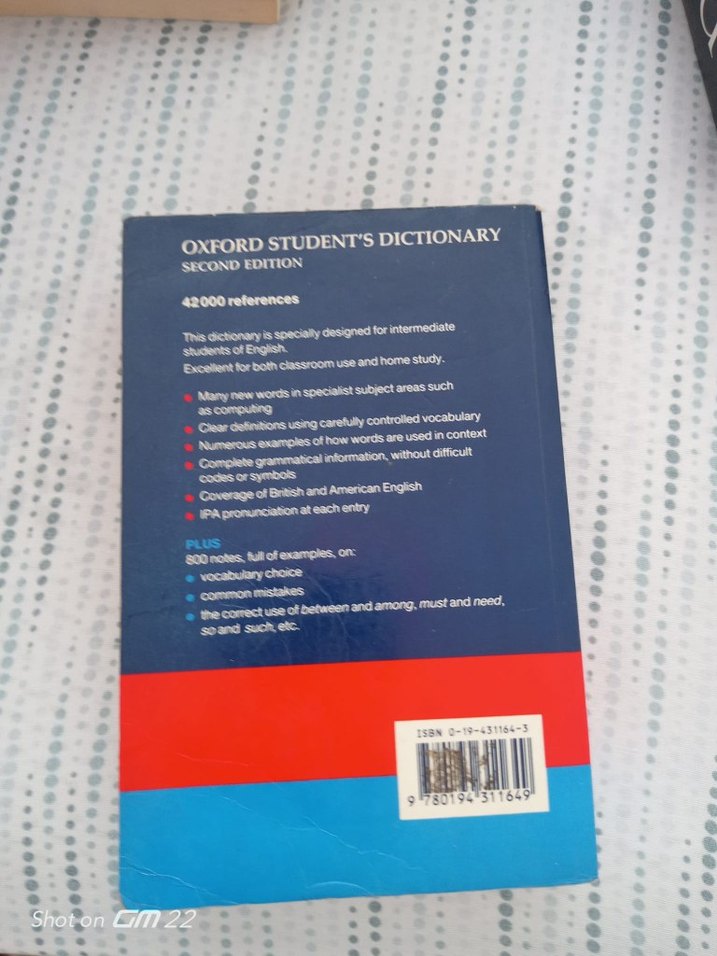 OXFORD STUDENT'S DICTIONARY
SECOND EDITION
42 000 references
This dictionary is specially designed for intermediate
students of English.
Excellent for both classroom use and home study.
Many new words in specialist subject areas such
as computing
Clear definitions using carefully controlled vocabulary
Numerous examples of how words are used in context
Complete grammatical information, without difficult
codes or symbols
Coverage of British and American English
IPA pronunciation at each entry
PLUS
800 notes, full of examples, on:
vocabulary choice
common mistakes
the correct use of between and among, must and need,
so and such, etc.
ISBN 0-19-431164-3
9 780194 311649
Shot on GM 22